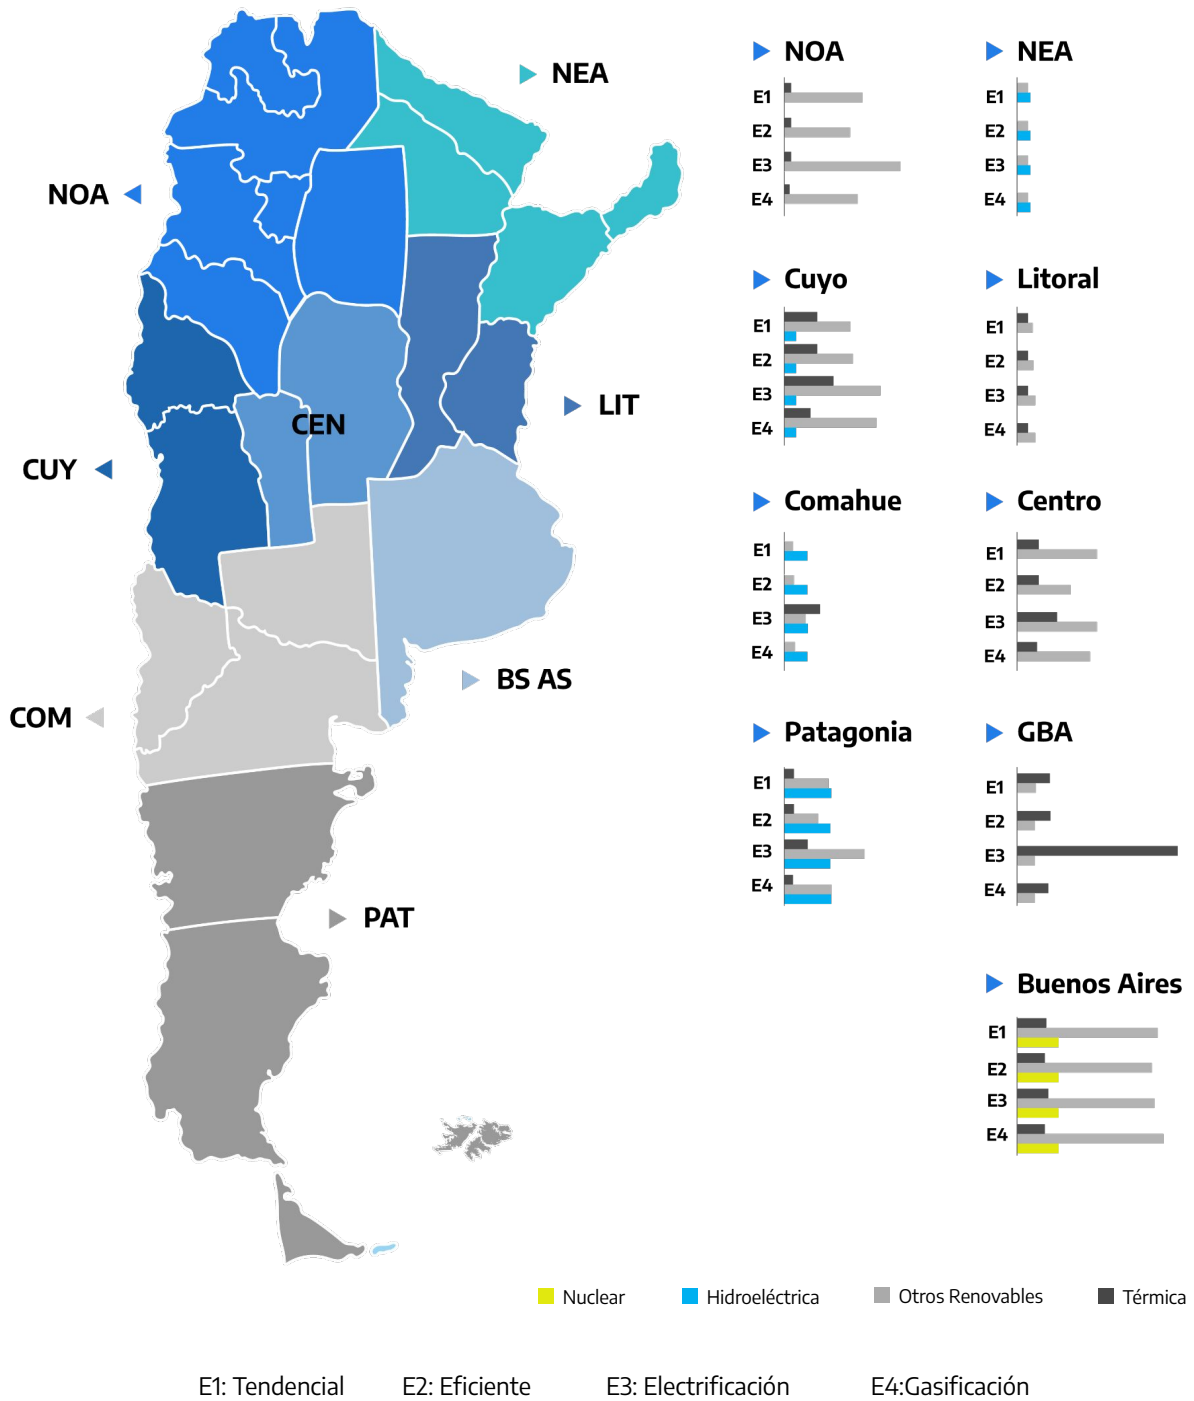 NEA
NOA
CEN
LIT
CUY
BS AS
COM
PAT
NOA
E1
E2
E3
E4
NEA
E1
E2
E3
E4
Cuyo
E1
E2
E3
E4
Litoral
E1
E2
E3
E4
Comahue
E1
E2
E3
E4
Centro
E1
E2
E3
E4
Patagonia
E1
E2
E3
E4
GBA
E1
E2
E3
E4
Buenos Aires
E1
E2
E3
E4
Nuclear
Hidroeléctrica
Otros Renovables
Térmica
E1: Tendencial
E2: Eficiente
E3: Electrificación
E4:Gasificación